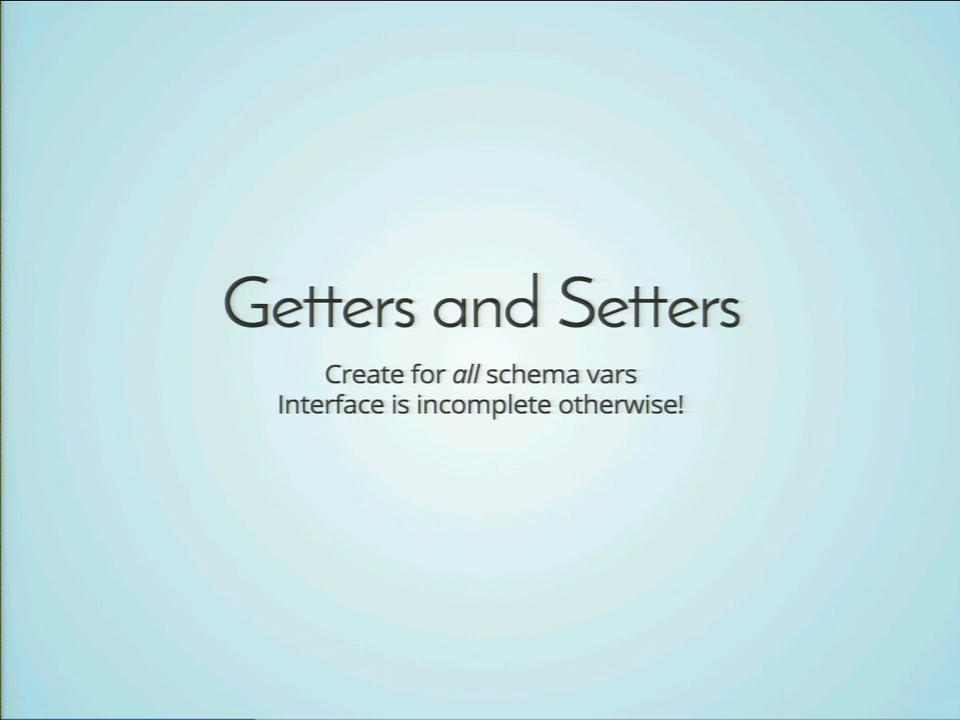 Getters and Setters
Create for all schema vars
Interface is incomplete otherwise!